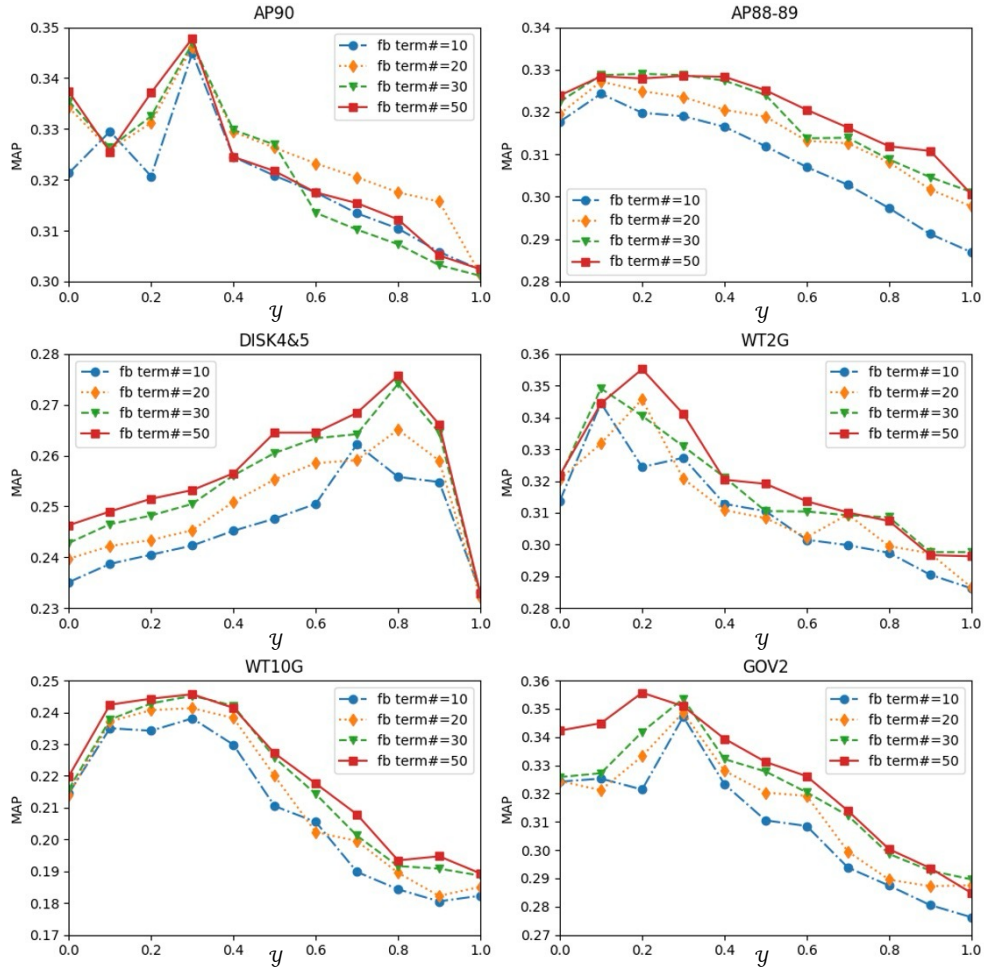 AP90
MAP
0.35
0.34
0.33
0.32
0.31
0.30
fb term#=10
fb term#=20
fb term#=30
fb term#=50
0.0 0.2 0.4 0.6 0.8 1.0
y
AP88-89
MAP
0.34
0.33
0.32
0.31
0.30
0.29
0.28
fb term#=10
fb term#=20
fb term#=30
fb term#=50
0.0 0.2 0.4 0.6 0.8 1.0
y
DISK4&5
MAP
0.28
0.27
0.26
0.25
0.24
0.23
fb term#=10
fb term#=20
fb term#=30
fb term#=50
0.0 0.2 0.4 0.6 0.8 1.0
y
WT2G
MAP
0.36
0.35
0.34
0.33
0.32
0.31
0.30
0.29
0.28
fb term#=10
fb term#=20
fb term#=30
fb term#=50
0.0 0.2 0.4 0.6 0.8 1.0
y
WT10G
MAP
0.25
0.24
0.23
0.22
0.21
0.20
0.19
0.18
0.17
fb term#=10
fb term#=20
fb term#=30
fb term#=50
0.0 0.2 0.4 0.6 0.8 1.0
y
GOV2
MAP
0.36
0.35
0.34
0.33
0.32
0.31
0.30
0.29
0.28
0.27
fb term#=10
fb term#=20
fb term#=30
fb term#=50
0.0 0.2 0.4 0.6 0.8 1.0
y